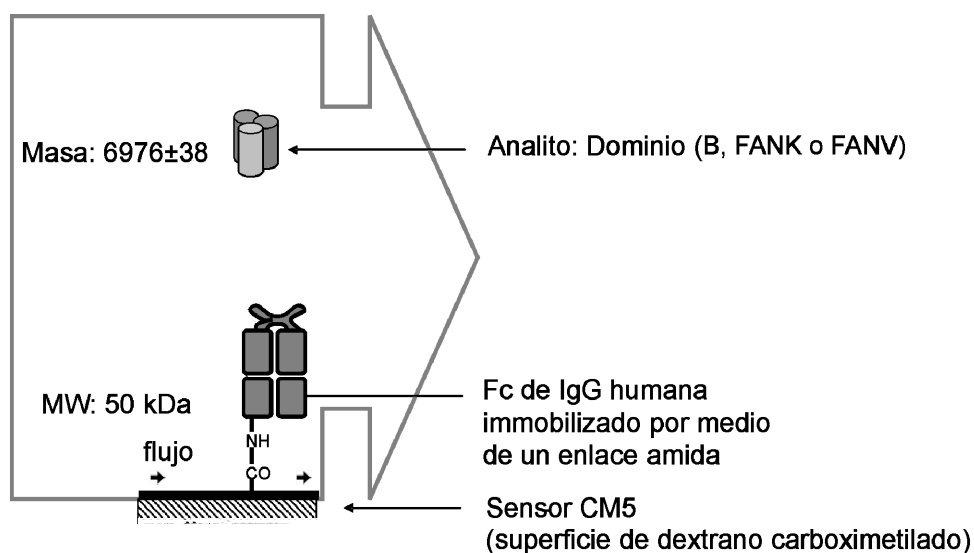 Masa: 6976±38
Analito: Dominio (B, FANK o FANV)
MW: 50 kDa
Fc de IgG humana
immobilizado por medio
de un enlace amida
NH
flujo
CO
Sensor CM5
(superficie de dextrano carboximetilado)